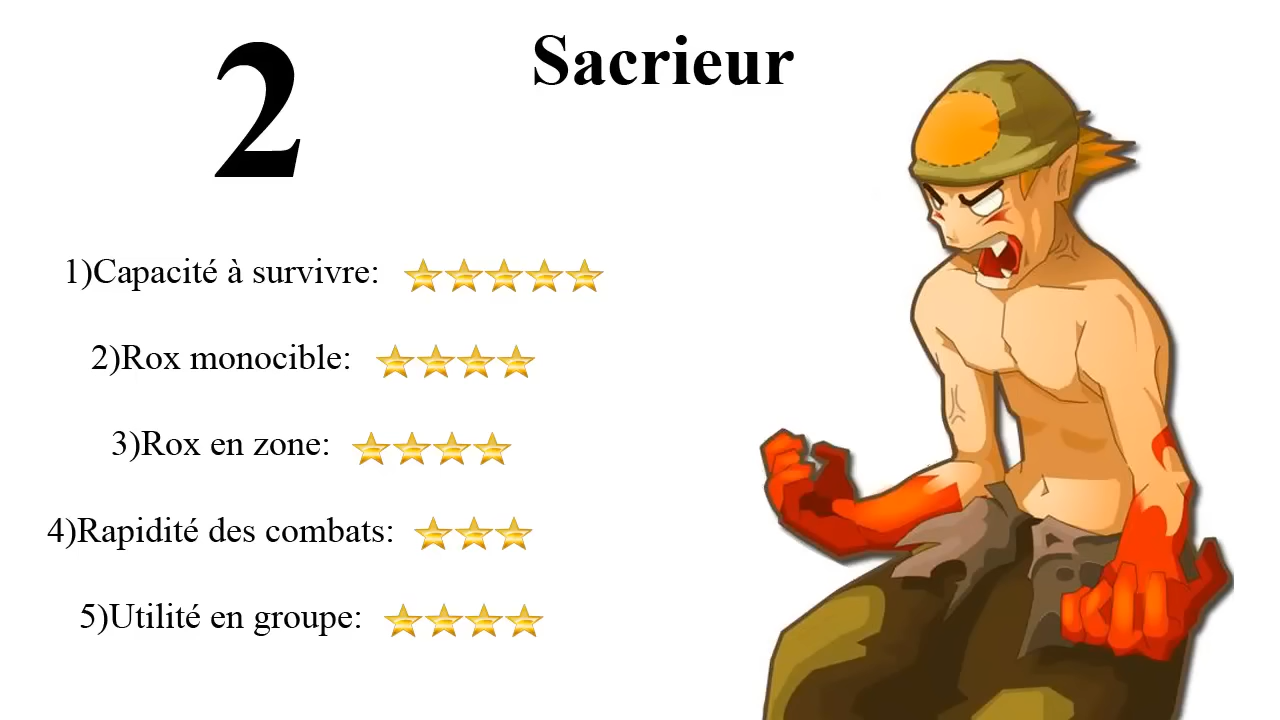 2
Sacrieur
1)Capacité à survivre:
2)Rox monocible:
3)Rox en zone:
4)Rapidité des combats:
5)Utilité en groupe: